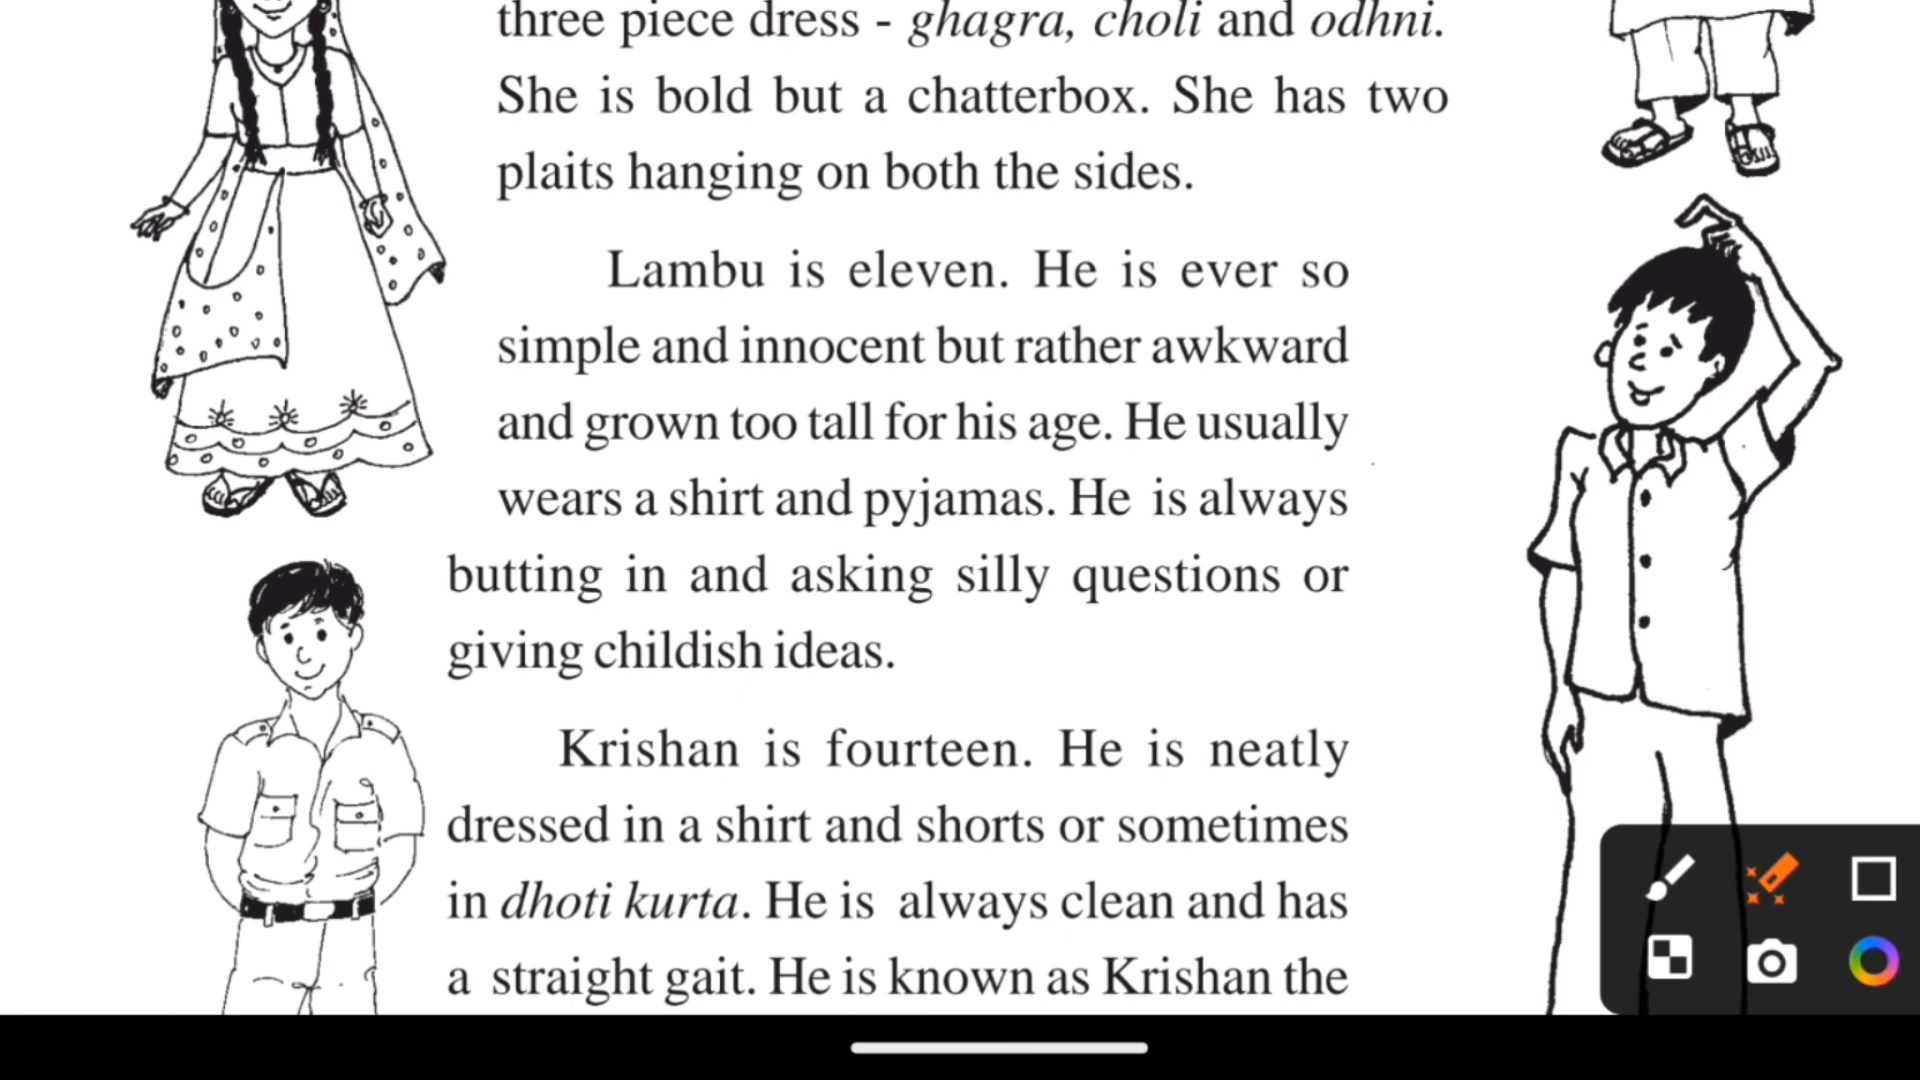 three piece dress - ghagra, choli and odhni.
She is bold but a chatterbox. She has two
plaits hanging on both the sides.
Lambu is eleven. He is ever so
simple and innocent but rather awkward
and grown too tall for his age. He usually
wears a shirt and pyjamas. He is always
butting in and asking silly questions or
giving childish ideas.
Krishan is fourteen. He is neatly
dressed in a shirt and shorts or sometimes
in dhoti kurta. He is always clean and has
a straight gait. He is known as Krishan the